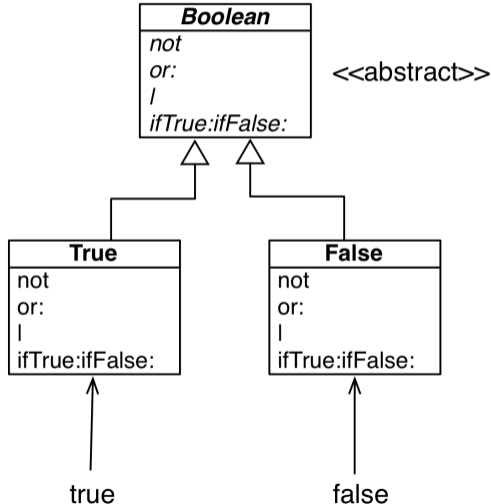 Boolean
not
or:
|
ifTrue:ifFalse:
<<abstract>>
True
not
or:
|
ifTrue:ifFalse:
False
not
or:
|
ifTrue:ifFalse:
true
false